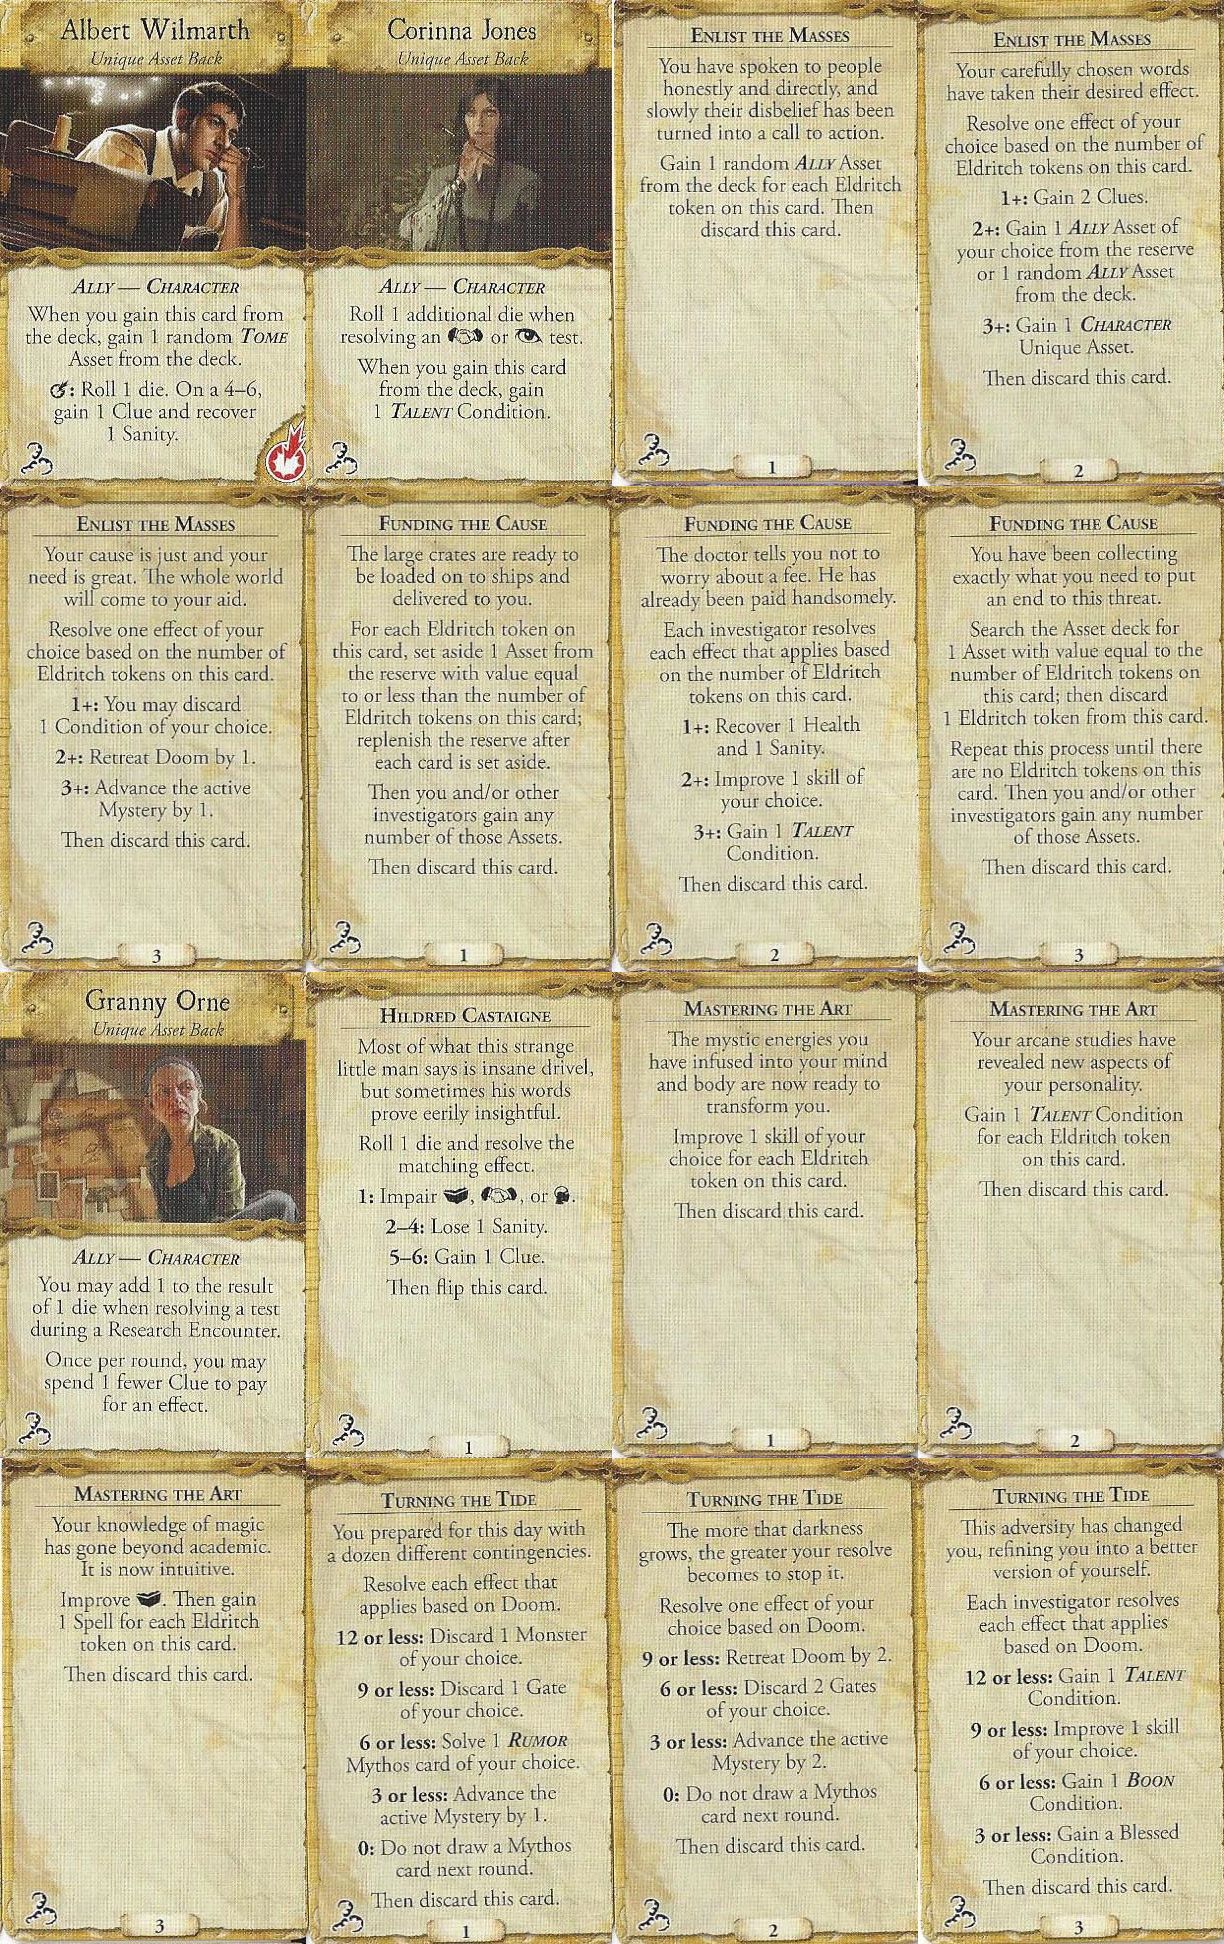 Albert Wilmarth
Unique Asset Back
ALLY — CHARACTER
When you gain this card from
the deck, gain 1 random TOME
Asset from the deck.
: Roll 1 die. On a 4–6,
gain 1 Clue and recover
1 Sanity.
Corinna Jones
Unique Asset Back
ALLY — CHARACTER
Roll 1 additional die when
resolving an or test.
When you gain this card
from the deck, gain
1 TALENT Condition.
ENLIST THE MASSES
You have spoken to people
honestly and directly, and
slowly their disbelief has been
turned into a call to action.
Gain 1 random ALLY Asset
from the deck for each Eldritch
token on this card. Then
discard this card.
1
ENLIST THE MASSES
Your carefully chosen words
have taken their desired effect.
Resolve one effect of your
choice based on the number of
Eldritch tokens on this card.
1+: Gain 2 Clues.
2+: Gain 1 ALLY Asset of
your choice from the reserve
or 1 random ALLY Asset
from the deck.
3+: Gain 1 CHARACTER
Unique Asset.
Then discard this card.
2
ENLIST THE MASSES
Your cause is just and your
need is great. The whole world
will come to your aid.
Resolve one effect of your
choice based on the number of
Eldritch tokens on this card.
1+: You may discard
1 Condition of your choice.
2+: Retreat Doom by 1.
3+: Advance the active
Mystery by 1.
Then discard this card.
3
FUNDING THE CAUSE
The large crates are ready to
be loaded on to ships and
delivered to you.
For each Eldritch token on
this card, set aside 1 Asset from
the reserve with value equal
to or less than the number of
Eldritch tokens on this card;
replenish the reserve after
each card is set aside.
Then you and/or other
investigators gain any
number of those Assets.
Then discard this card.
1
FUNDING THE CAUSE
The doctor tells you not to
worry about a fee. He has
already been paid handsomely.
Each investigator resolves
each effect that applies based
on the number of Eldritch
tokens on this card.
1+: Recover 1 Health
and 1 Sanity.
2+: Improve 1 skill of
your choice.
3+: Gain 1 TALENT
Condition.
Then discard this card.
2
FUNDING THE CAUSE
You have been collecting
exactly what you need to put
an end to this threat.
Search the Asset deck for
1 Asset with value equal to the
number of Eldritch tokens on
this card; then discard
1 Eldritch token from this card.
Repeat this process until there
are no Eldritch tokens on this
card. Then you and/or other
investigators gain any number
of those Assets.
Then discard this card.
3
Granny Orne
Unique Asset Back
ALLY — CHARACTER
You may add 1 to the result
of 1 die when resolving a test
during a Research Encounter.
Once per round, you may
spend 1 fewer Clue to pay
for an effect.
HILDRED CASTAIGNE
Most of what this strange
little man says is insane drivel,
but sometimes his words
prove eerily insightful.
Roll 1 die and resolve the
matching effect.
1: Impair , , or .
2–4: Lose 1 Sanity.
5–6: Gain 1 Clue.
Then flip this card.
1
MASTERING THE ART
The mystic energies you
have infused into your mind
and body are now ready to
transform you.
Improve 1 skill of your
choice for each Eldritch
token on this card.
Then discard this card.
1
MASTERING THE ART
Your arcane studies have
revealed new aspects of
your personality.
Gain 1 TALENT Condition
for each Eldritch token
on this card.
Then discard this card.
2
MASTERING THE ART
Your knowledge of magic
has gone beyond academic.
It is now intuitive.
Improve . Then gain
1 Spell for each Eldritch
token on this card.
Then discard this card.
3
TURNING THE TIDE
You prepared for this day with
a dozen different contingencies.
Resolve each effect that
applies based on Doom.
12 or less: Discard 1 Monster
of your choice.
9 or less: Discard 1 Gate
of your choice.
6 or less: Solve 1 RUMOR
Mythos card of your choice.
3 or less: Advance the
active Mystery by 1.
0: Do not draw a Mythos
card next round.
Then discard this card.
1
TURNING THE TIDE
The more that darkness
grows, the greater your resolve
becomes to stop it.
Resolve one effect of your
choice based on Doom.
9 or less: Retreat Doom by 2.
6 or less: Discard 2 Gates
of your choice.
3 or less: Advance the active
Mystery by 2.
0: Do not draw a Mythos
card next round.
Then discard this card.
2
TURNING THE TIDE
This adversity has changed
you, refining you into a better
version of yourself.
Each investigator resolves
each effect that applies
based on Doom.
12 or less: Gain 1 TALENT
Condition.
9 or less: Improve 1 skill
of your choice.
6 or less: Gain 1 BOON
Condition.
3 or less: Gain a Blessed
Condition.
Then discard this card.
3